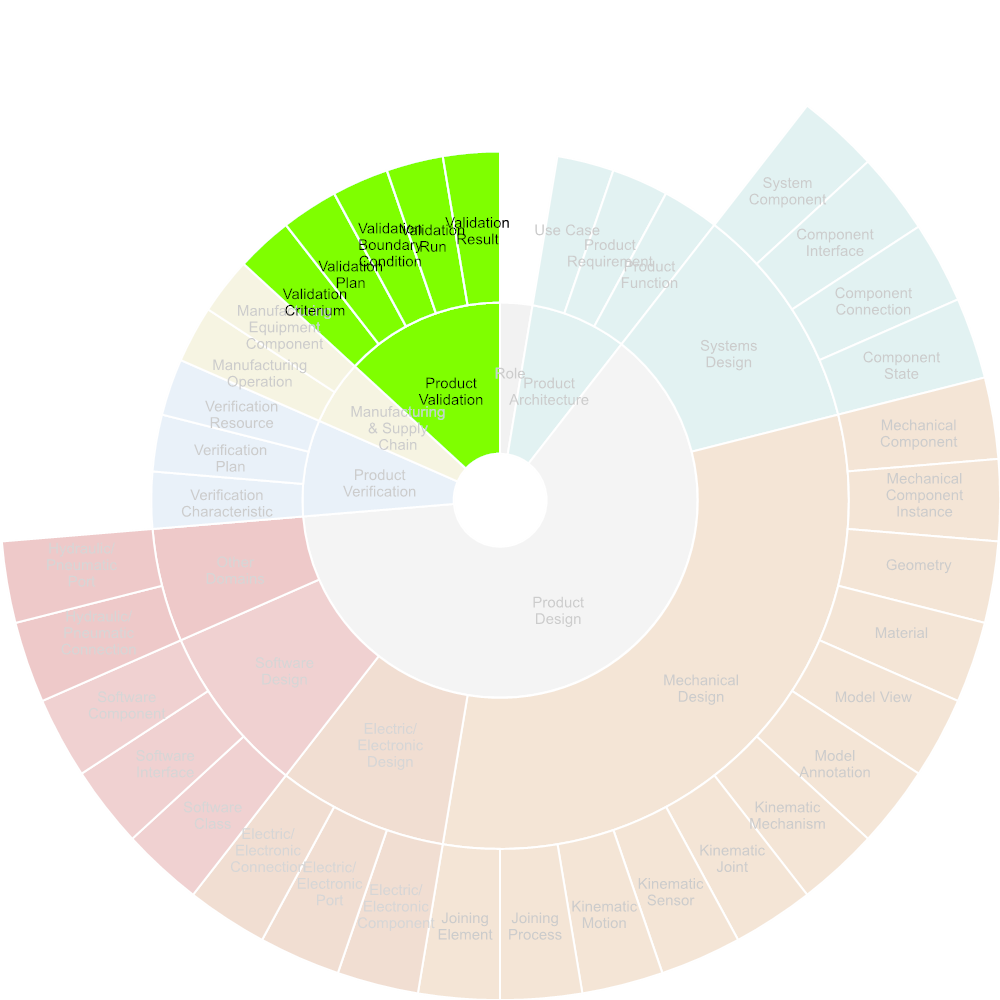 Validation
Result
Validation
Run
Validation
Boundary
Condition
Validation
Plan
Validation
Criterium
Product
Validation
Role
Use Case
Product
Requirement
Product
Function
Product
Architecture
Systems
Design
System
Component
Component
Interface
Component
Connection
Component
State
Manufacturing
Equipment
Component
Manufacturing
Operation
Manufacturing
& Supply
Chain
Verification
Resource
Verification
Plan
Verification
Characteristic
Product
Verification
Product
Design
Mechanical
Design
Mechanical
Component
Mechanical
Component
Instance
Geometry
Material
Model View
Model
Annotation
Kinematic
Mechanism
Kinematic
Joint
Kinematic
Sensor
Kinematic
Motion
Joining
Process
Joining
Element
Electric/
Electronic
Design
Electric/
Electronic
Component
Electric/
Electronic
Port
Electric/
Electronic
Connection
Software
Design
Software
Component
Software
Interface
Software